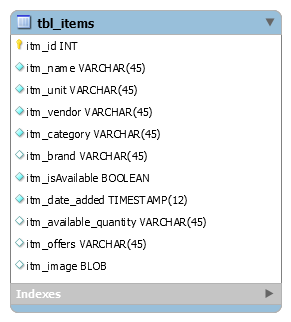 tbl_items
itm_id INT
itm_name VARCHAR(45)
itm_unit VARCHAR(45)
itm_vendor VARCHAR(45)
itm_category VARCHAR(45)
itm_brand VARCHAR(45)
itm_isAvailable BOOLEAN
itm_date_added TIMESTAMP(12)
itm_available_quantity VARCHAR(45)
itm_offers VARCHAR(45)
itm_image BLOB
Indexes